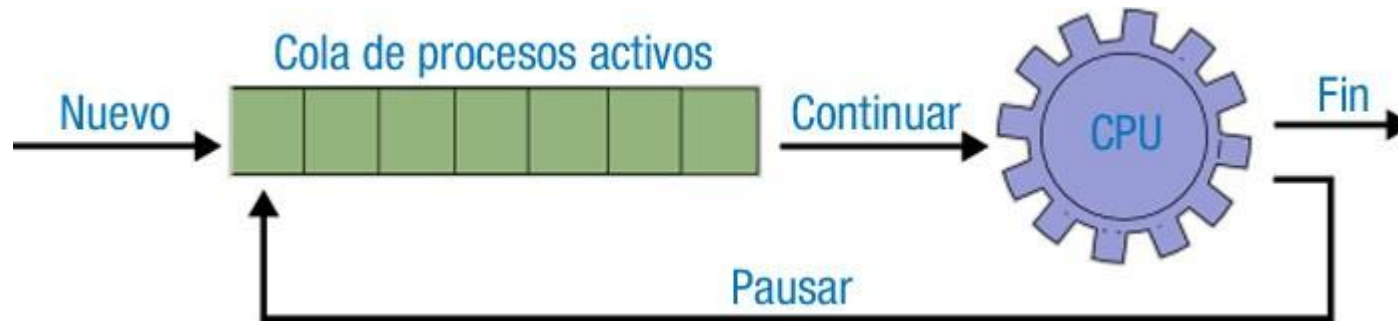 Cola de procesos activos
Nuevo
Continuar
CPU
Fin
Pausar